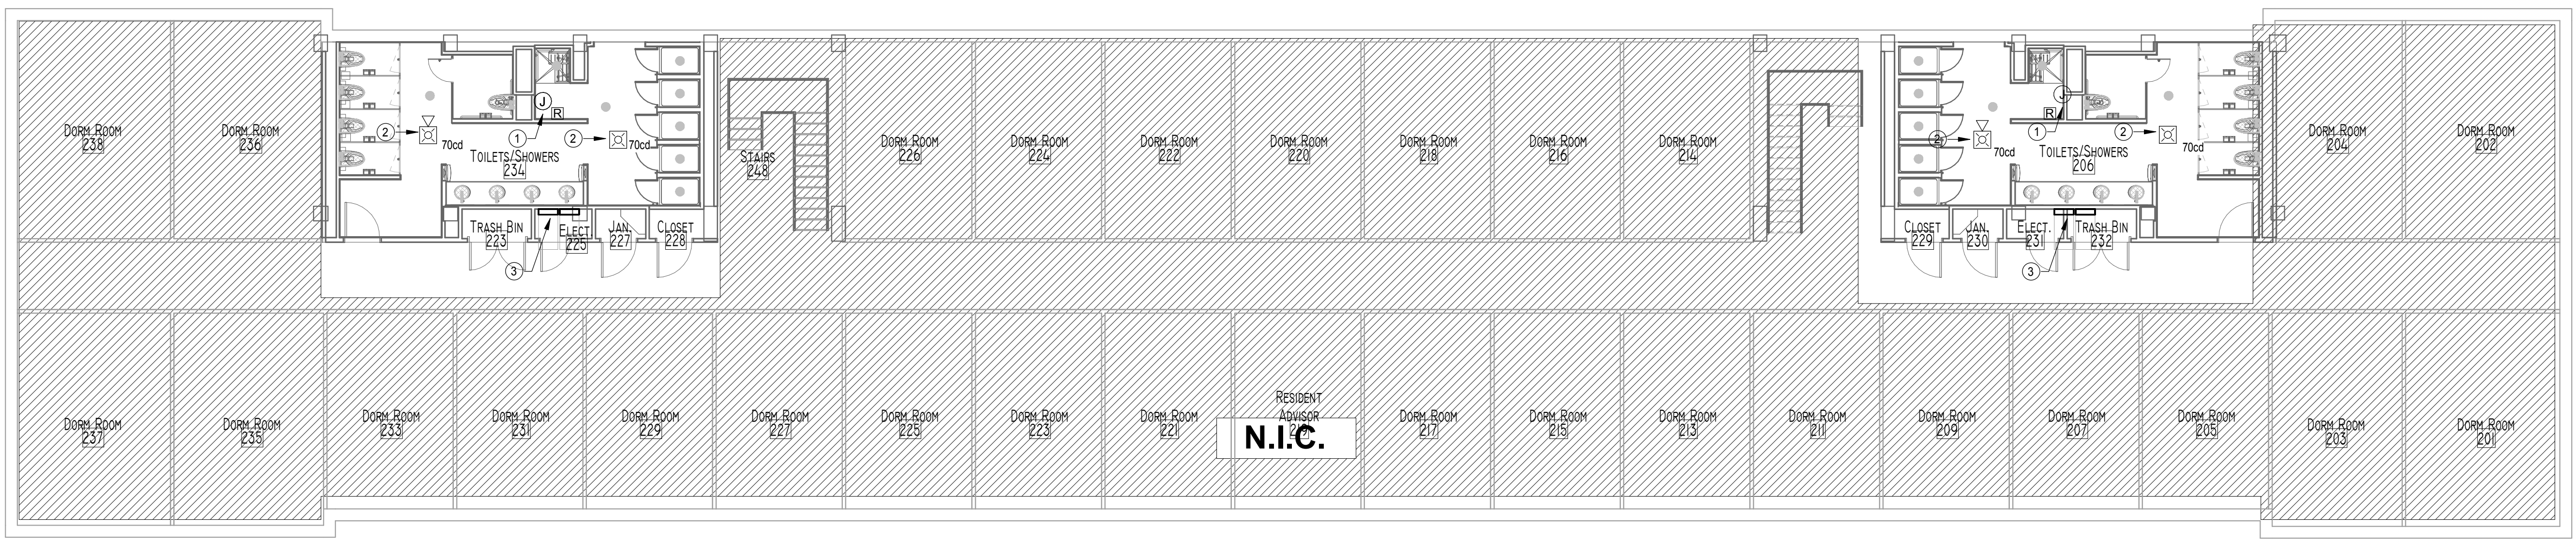 DORM ROOM
238
DORM ROOM
236
2
70cd
J
R
1
2
70cd
TOILETS/SHOWERS
234
STAIRS
248
DORM ROOM
226
DORM ROOM
224
DORM ROOM
222
DORM ROOM
220
DORM ROOM
218
DORM ROOM
216
DORM ROOM
214
2
70cd
J
R
1
2
70cd
TOILETS/SHOWERS
206
DORM ROOM
204
DORM ROOM
202
TRASH BIN
223
ELECT.
225
JAN.
227
CLOSET
228
3
CLOSET
229
JAN.
230
ELECT.
231
TRASH BIN
232
3
DORM ROOM
237
DORM ROOM
235
DORM ROOM
233
DORM ROOM
231
DORM ROOM
229
DORM ROOM
227
DORM ROOM
225
DORM ROOM
223
DORM ROOM
221
RESIDENT
ADVISOR
219
N.I.C.
DORM ROOM
217
DORM ROOM
215
DORM ROOM
213
DORM ROOM
211
DORM ROOM
209
DORM ROOM
207
DORM ROOM
205
DORM ROOM
203
DORM ROOM
201